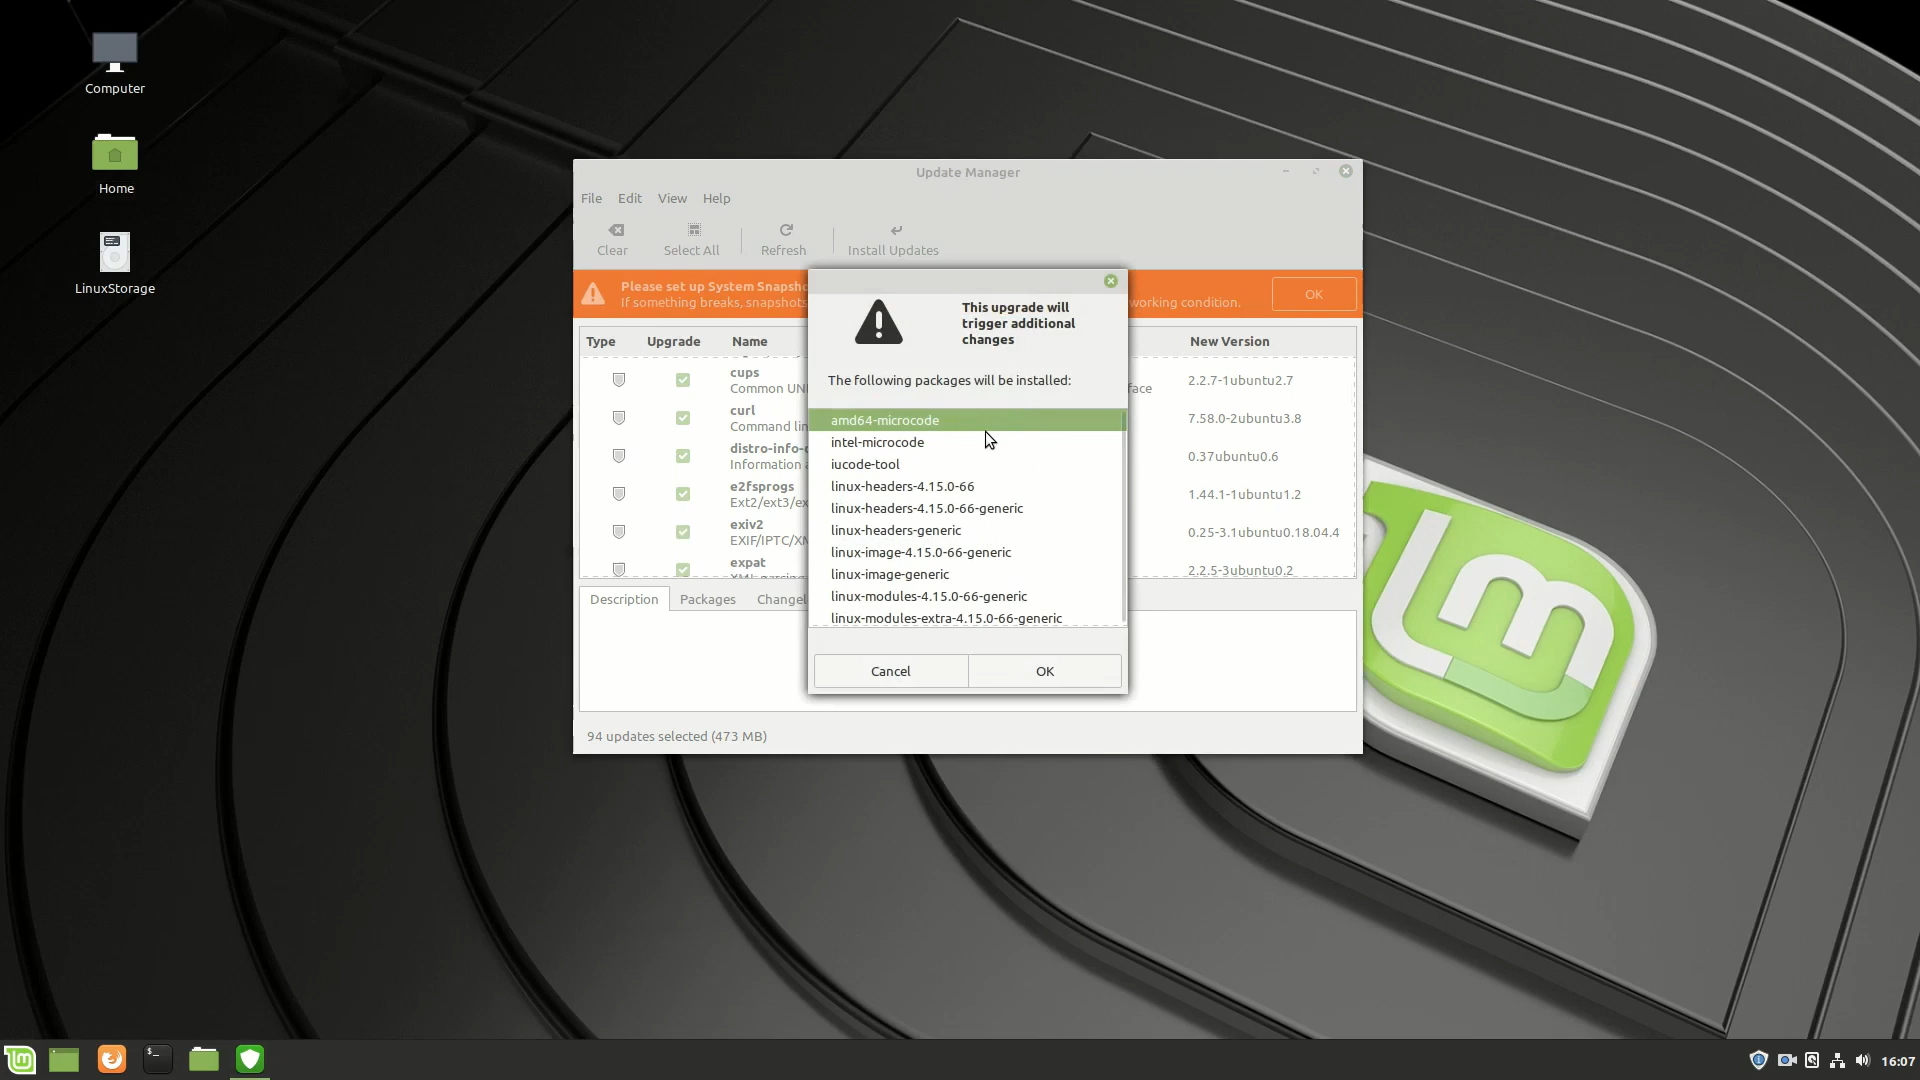 Computer
Home
LinuxStorage
Update Manager
File Edit View Help
Clear Select All Refresh Install Updates
Please set up System Snapsho
If something breaks, snapshots
working condition.
OK
Type Upgrade Name New Version
cups
Common UNI
face
2.2.7-1ubuntu2.7
curl
Command lin
7.58.0-2ubuntu3.8
distro-info-
Information
0.37ubuntu0.6
e2fsprogs
Ext2/ext3/ex
1.44.1-1ubuntu1.2
exiv2
EXIF/IPTC/XM
0.25-3.1ubuntu0.18.04.4
expat
2.2.5-3ubuntu0.2
This upgrade will
trigger additional
changes
The following packages will be installed:
amd64-microcode
intel-microcode
iucode-tool
linux-headers-4.15.0-66
linux-headers-4.15.0-66-generic
linux-headers-generic
linux-image-4.15.0-66-generic
linux-image-generic
linux-modules-4.15.0-66-generic
linux-modules-extra-4.15.0-66-generic
Cancel OK
Description Packages Changel
94 updates selected (473 MB)
16:07